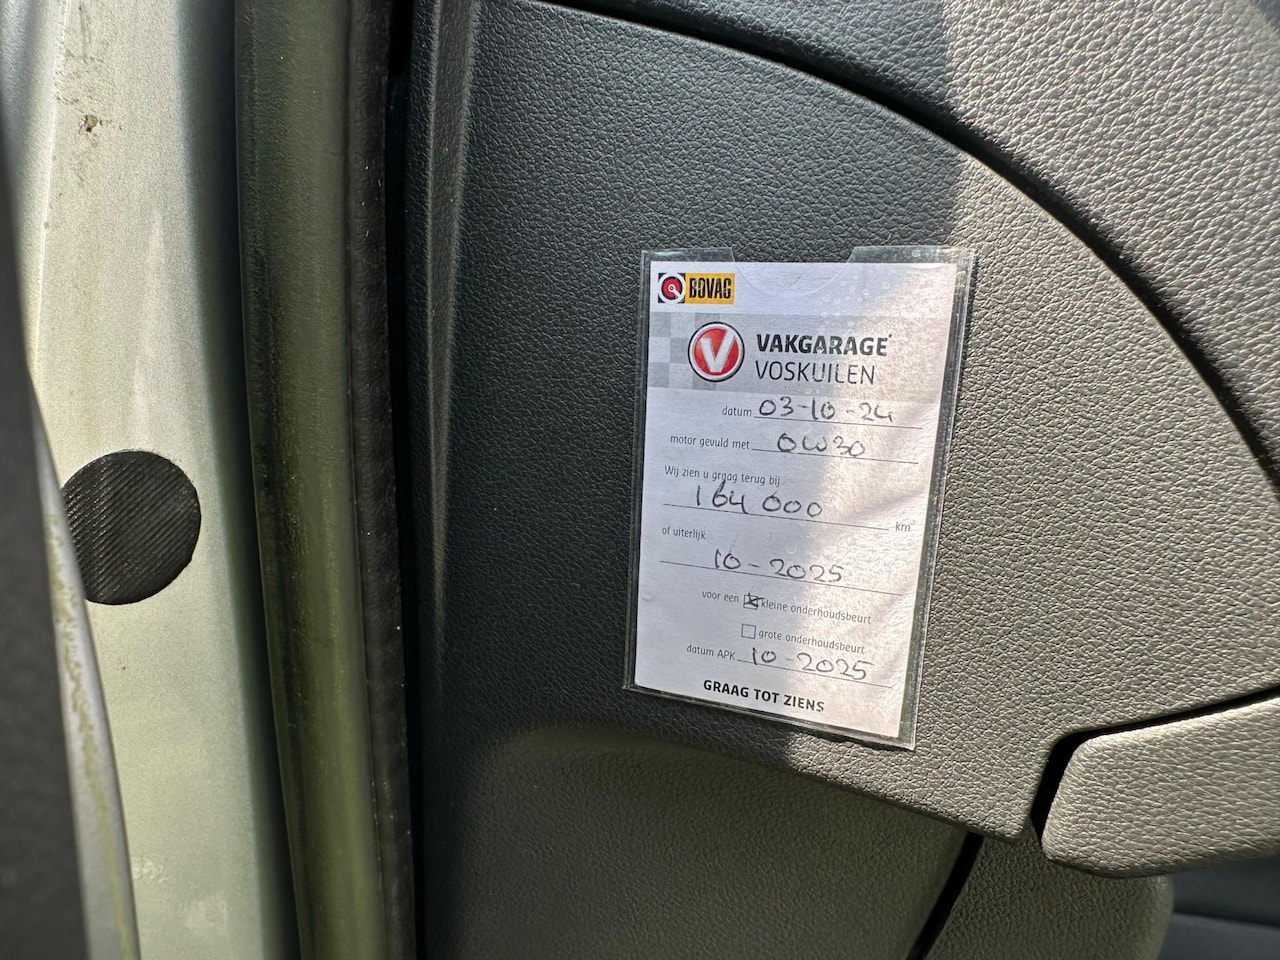 BOVAG
VAKGARAGE
VOSKUILEN
datum 03-10-24
motor gevuld met 0W30
Wij zien u graag terug bij
164 000 km
of uiterlijk
10-2025
voor een kleine onderhoudsbeurt
grote onderhoudsbeurt
datum APK 10-2025
GRAAG TOT ZIENS